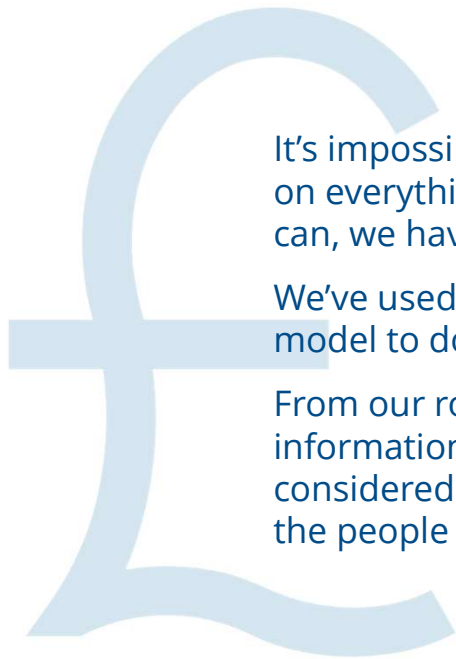 It’s impossi
on everythi
can, we hav
We’ve used
model to do
From our ro
information
considered
the people